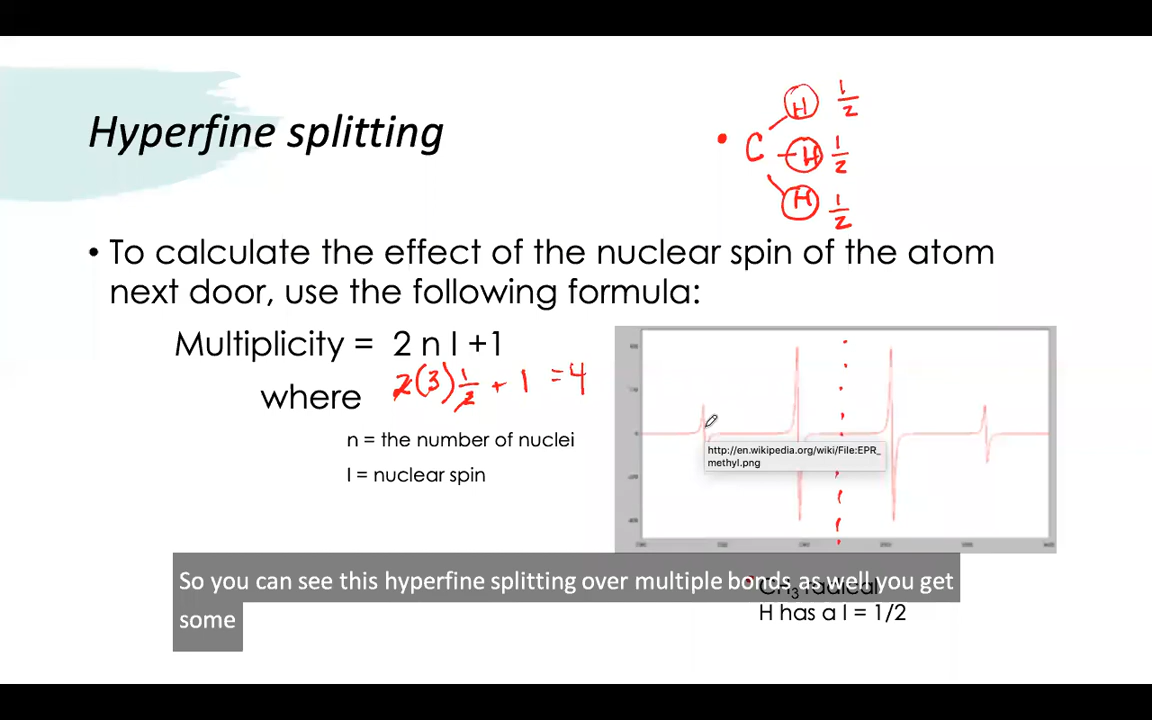 Hyperfine splitting
H 1/2
• C H 1/2
H 1/2
• To calculate the effect of the nuclear spin of the atom
next door, use the following formula:
Multiplicity = 2 n I +1
2(3) 1/2 + 1 = 4
where
n = the number of nuclei
I = nuclear spin
http://en.wikipedia.org/wiki/File:EPR_
methyl.png
So you can see this hyperfine splitting over multiple bonds as well you get
some
CH3 radical
H has a I = 1/2